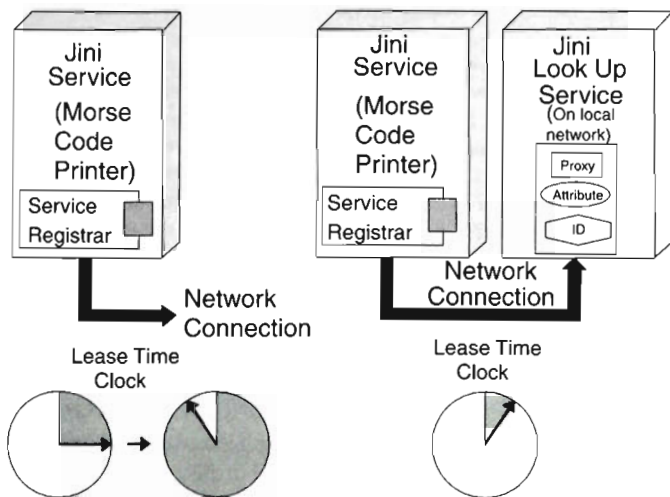 Jini
Service
(Morse
Code
Printer)
Service
Registrar
Network
Connection
Lease Time
Clock
Jini
Service
(Morse
Code
Printer)
Service
Registrar
Jini
Look Up
Service
(On local
network)
Proxy
Attribute
ID
Network
Connection
Lease Time
Clock